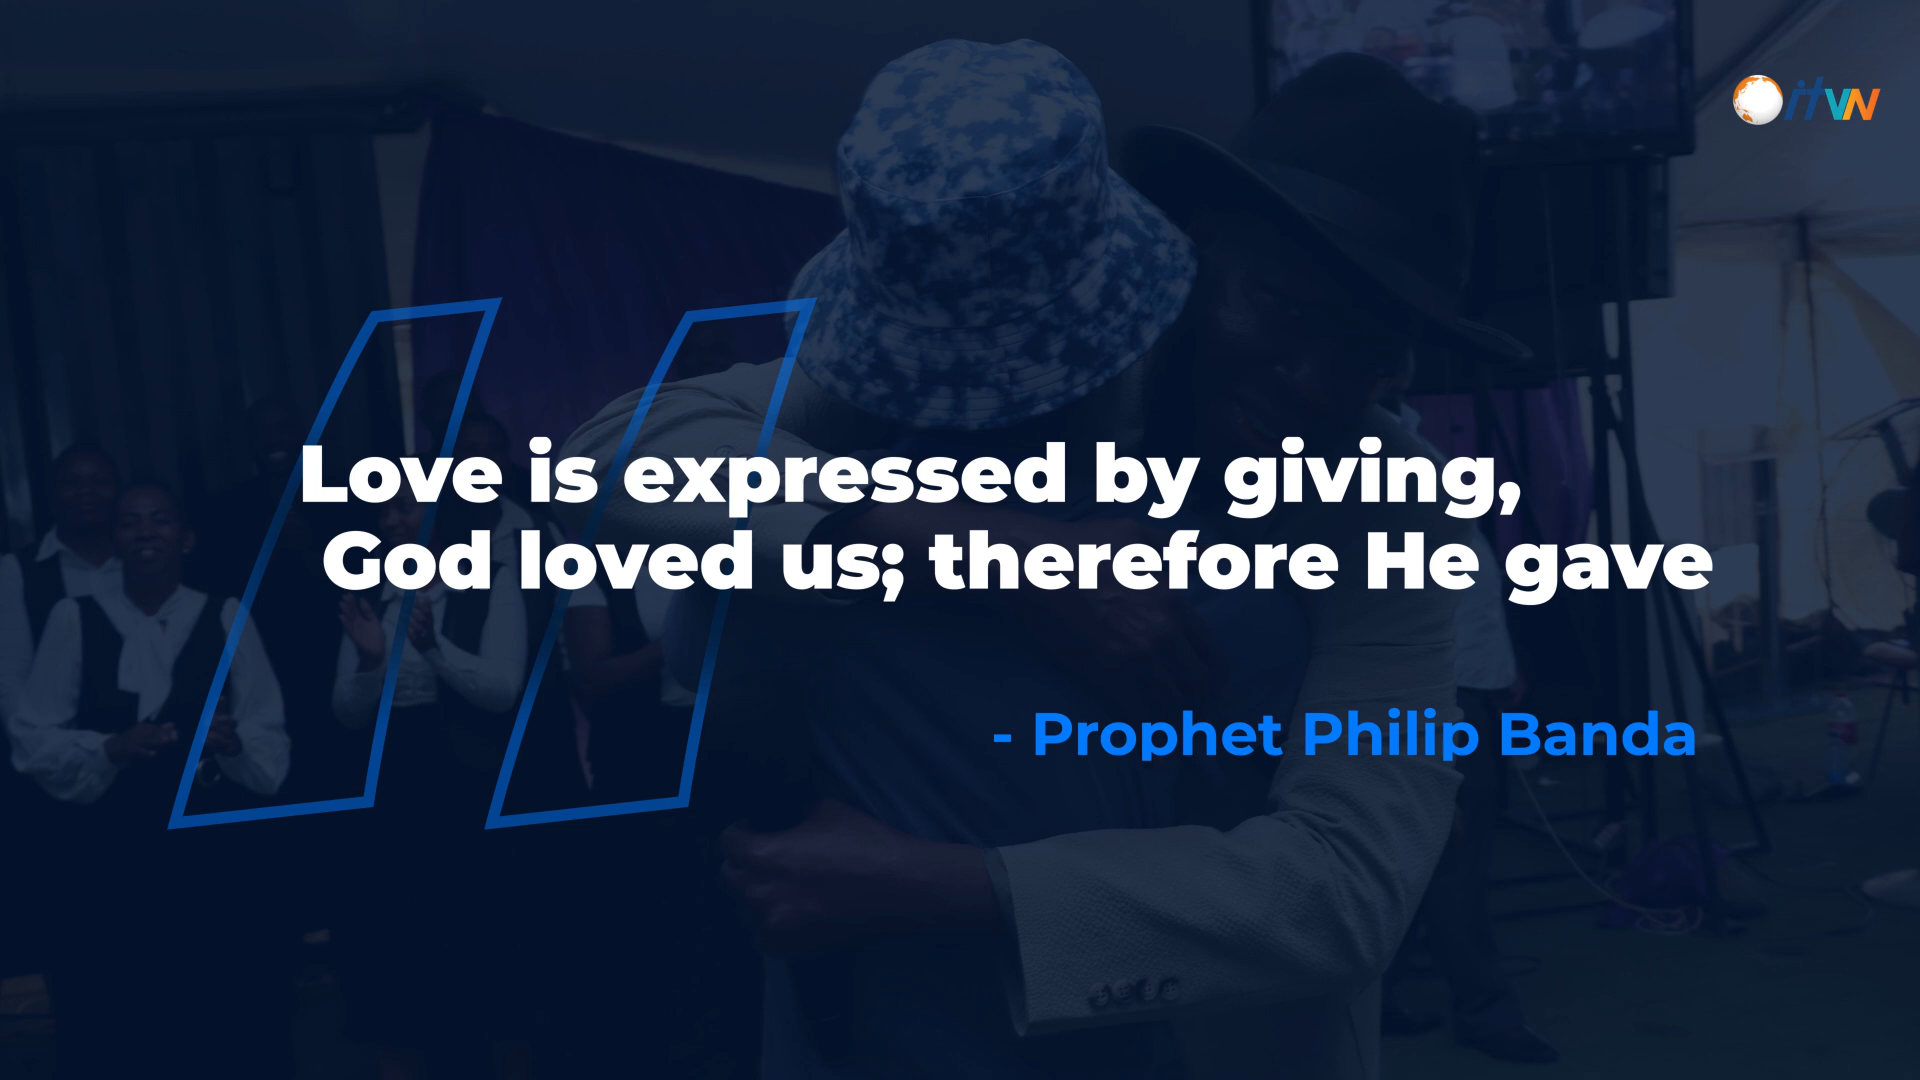 itVN
Love is expressed by giving,
God loved us; therefore He gave
- Prophet Philip Banda